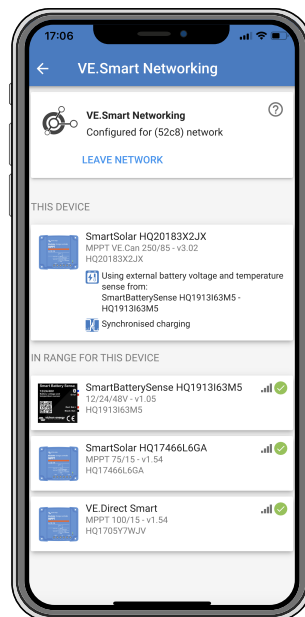 17:06
VE.Smart Networking
VE.Smart Networking
Configured for (52c8) network
LEAVE NETWORK
THIS DEVICE
SmartSolar HQ20183X2JX
MPPT VE.Can 250/85 - v3.02
HQ20183X2JX
Using external battery voltage and temperature
sense from:
SmartBatterySense HQ1913I63M5 -
HQ1913I63M5
Synchronised charging
IN RANGE FOR THIS DEVICE
Smart Battery Sense
SmartBatterySense HQ1913I63M5
12/24/48V - v1.05
HQ1913I63M5
SmartSolar HQ17466L6GA
MPPT 75/15 - v1.54
HQ17466L6GA
VE.Direct Smart
MPPT 100/15 - v1.54
HQ1705Y7WJV